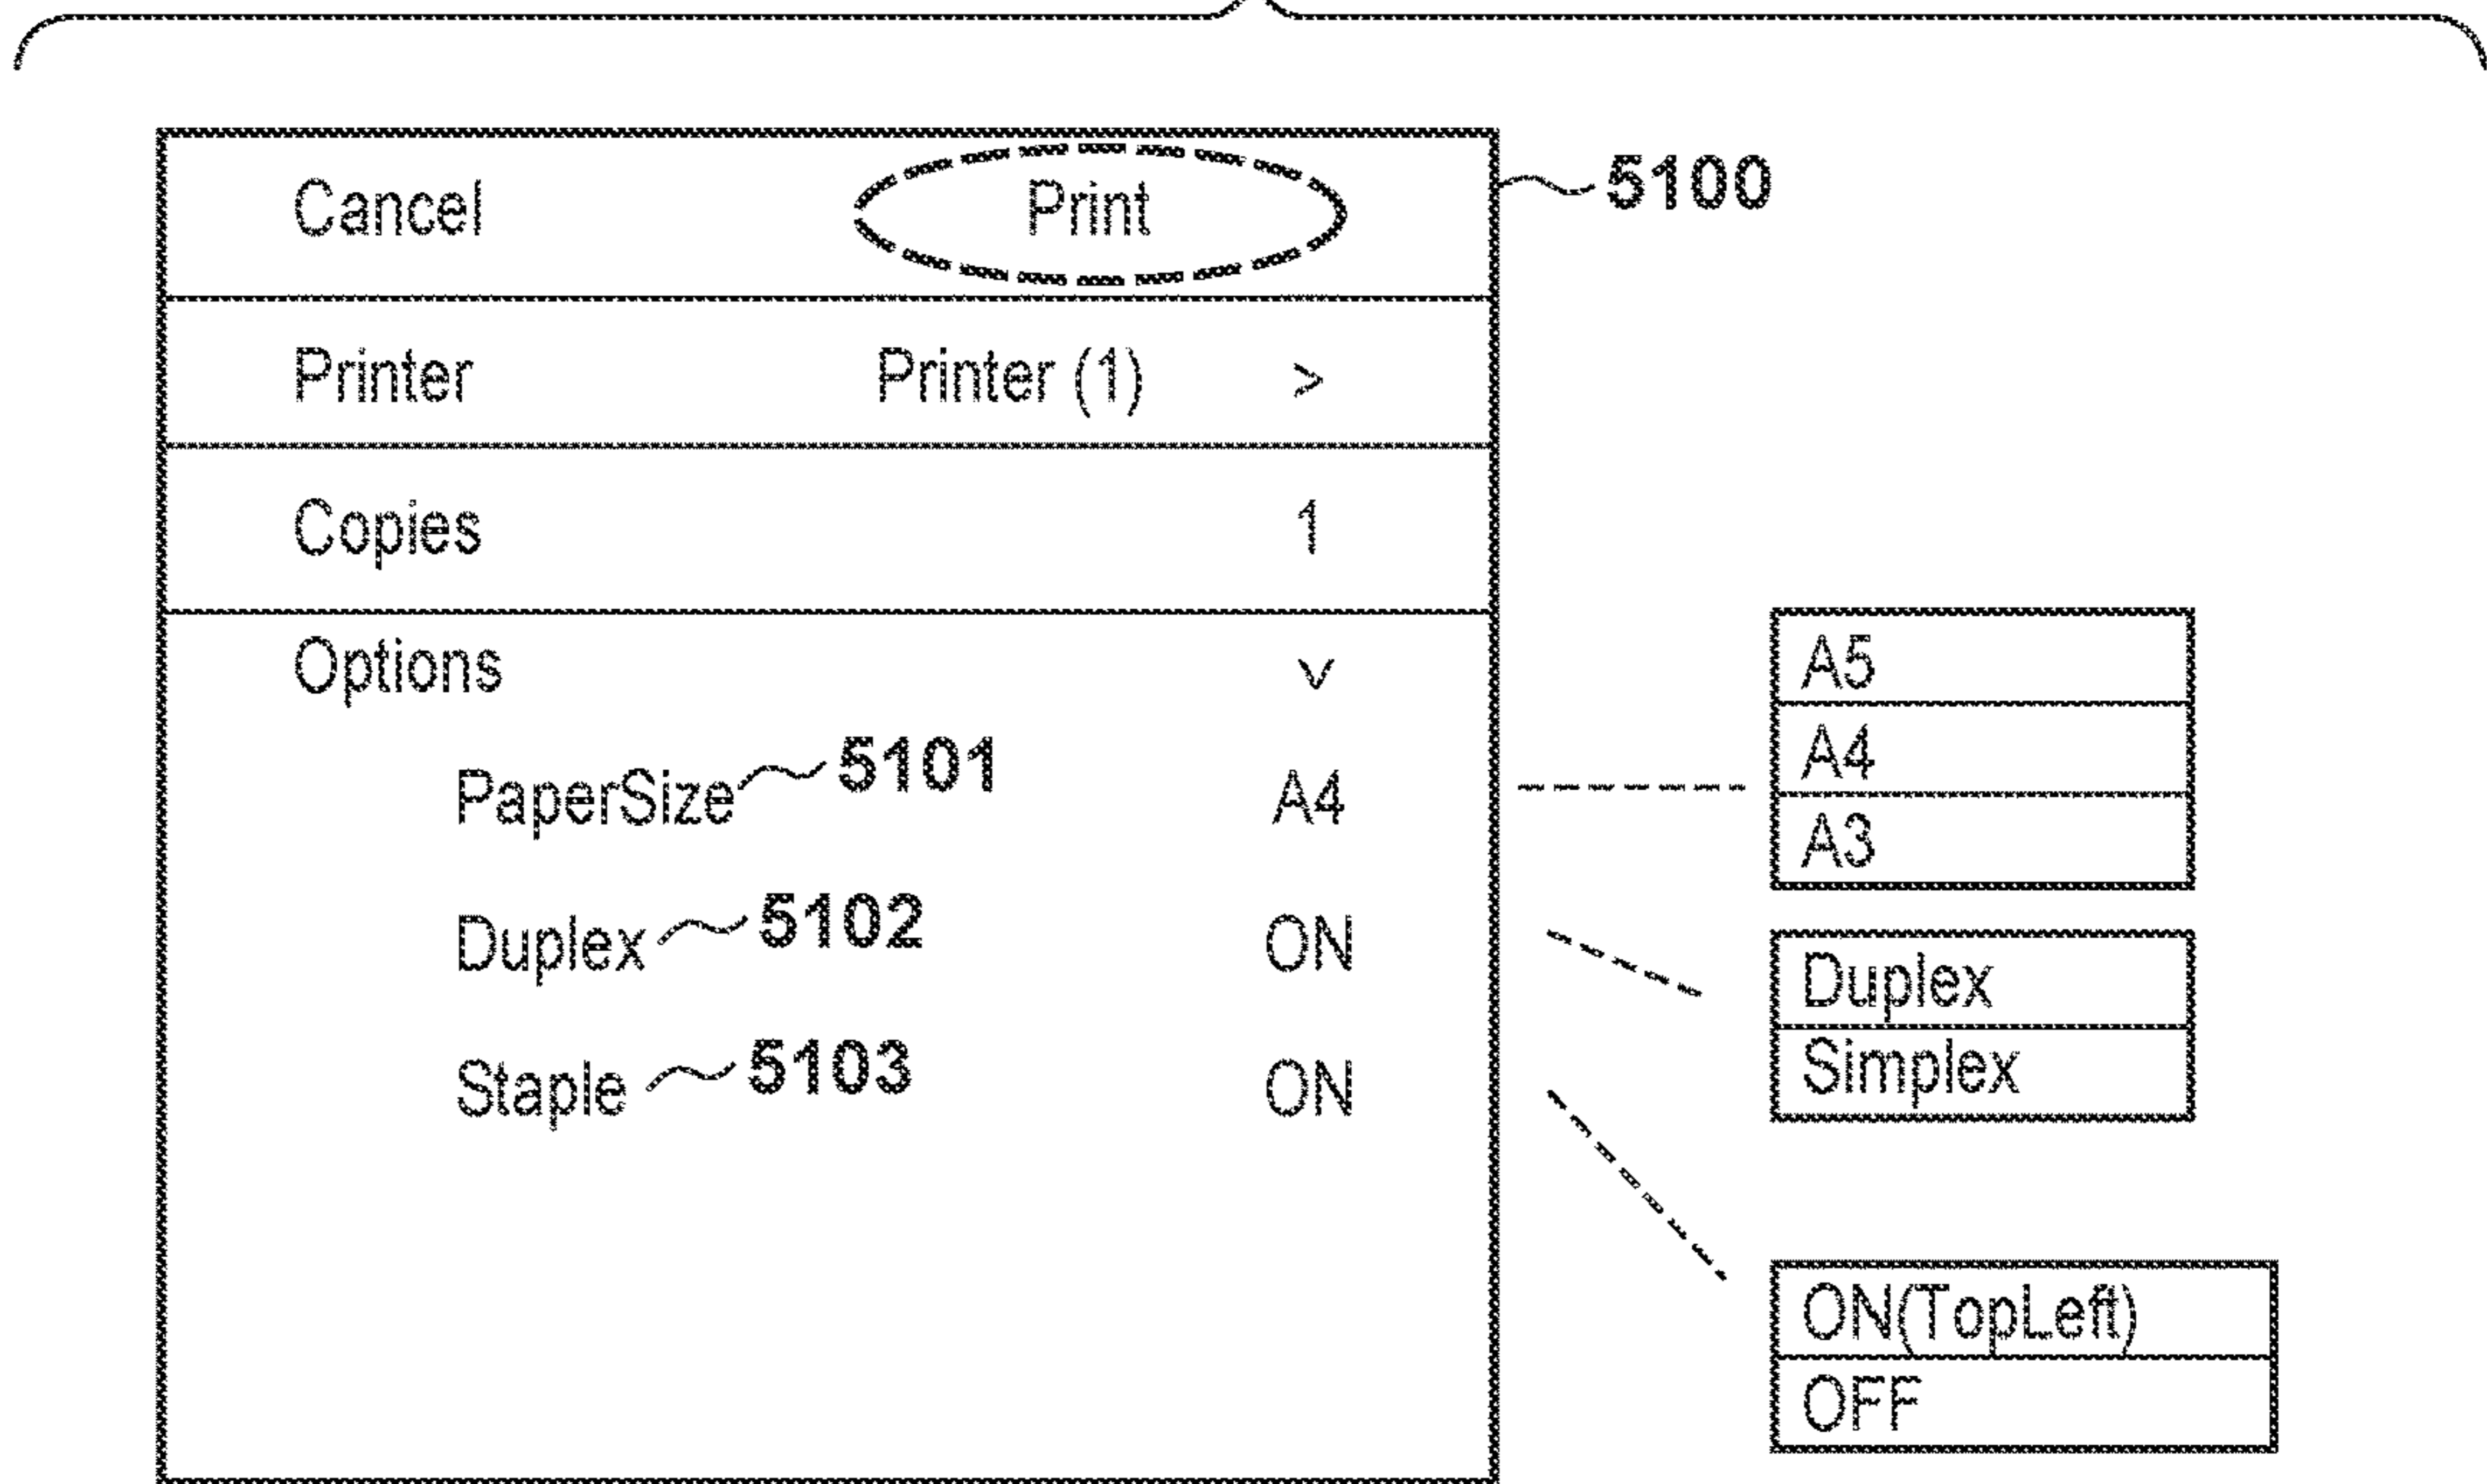 Cancel Print 5100
Printer Printer (1) >
Copies 1
Options v
PaperSize 5101 A4
Duplex 5102 ON
Staple 5103 ON
A5
A4
A3
Duplex
Simplex
ON(TopLeft)
OFF